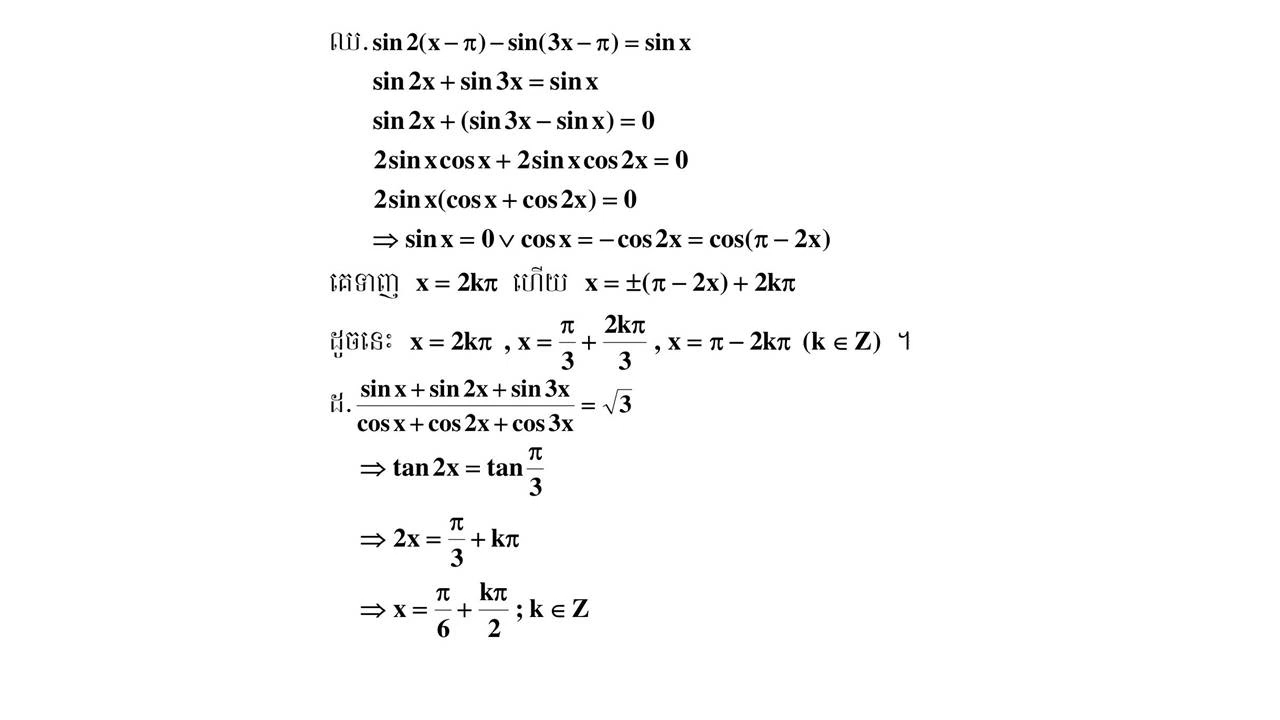 ឈ. sin 2(x − π) − sin(3x − π) = sin x
sin 2x + sin 3x = sin x
sin 2x + (sin 3x − sin x) = 0
2sin x cos x + 2sin x cos 2x = 0
2sin x(cos x + cos 2x) = 0
⇒ sin x = 0 ∨ cos x = −cos 2x = cos(π − 2x)
គេទាញ x = 2kπ ហើយ x = ±(π − 2x) + 2kπ
ដូចនេះ x = 2kπ , x = π/3 + 2kπ/3 , x = π − 2kπ (k ∈ Z) ។
ដ. (sin x + sin 2x + sin 3x)/(cos x + cos 2x + cos 3x) = √3
⇒ tan 2x = tan π/3
⇒ 2x = π/3 + kπ
⇒ x = π/6 + kπ/2 ; k ∈ Z